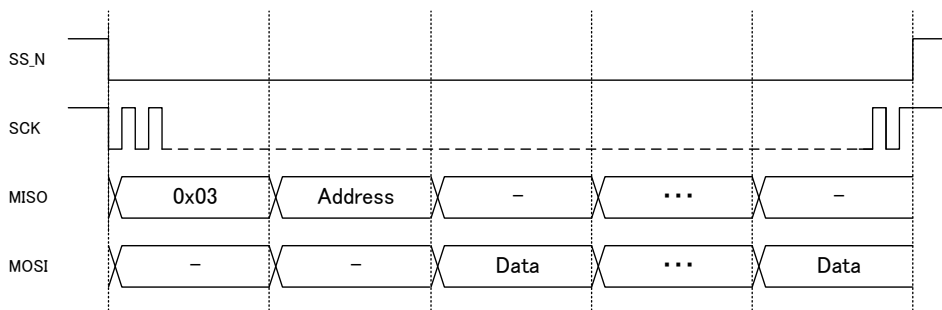 SS_N
SCK
MISO 0x03 Address - ・・・ -
MOSI - - Data ・・・ Data